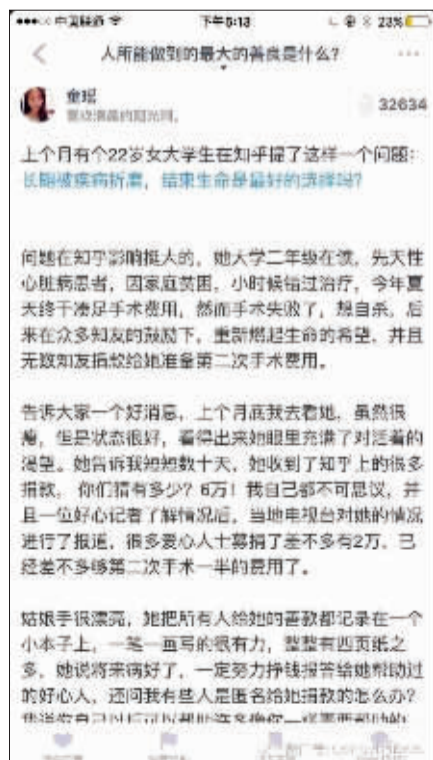 中国联通
下午5:13
23%
人所能做到的最大的善良是什么？
童瑶
32634
上个月有个22岁女大学生在知乎提了这样一个问题：
长期被疾病折磨，结束生命是最好的选择吗？
问题在知乎影响挺大的，她大学二年级在读，先天性
心脏病患者，因家庭贫困，小时候错过治疗，今年夏
天终于凑足手术费用，然而手术失败了，想自杀，后
来在众多知友的鼓励下，重新燃起生命的希望，并且
无数知友捐款给她准备第二次手术费用。
告诉大家一个好消息，上个月底我去看她，虽然很
瘦，但是状态很好，看得出来她眼里充满了对活着的
渴望。她告诉我短短数十天，她收到了知乎上的很多
捐款，你们猜有多少？6万！我自己都不可思议，并
且一位好心记者了解情况后，当地电视台对她的情况
进行了报道，很多爱心人士募捐了差不多有2万，已
经差不多够第二次手术一半的费用了。
姑娘手很漂亮，她把所有人给她的善款都记录在一个
小本子上，一笔一画写的很有力，整整有四页纸之
多，她说将来病好了，一定努力挣钱报答给她帮助过
的好心人，还问我有些人是匿名给她捐款的怎么办？